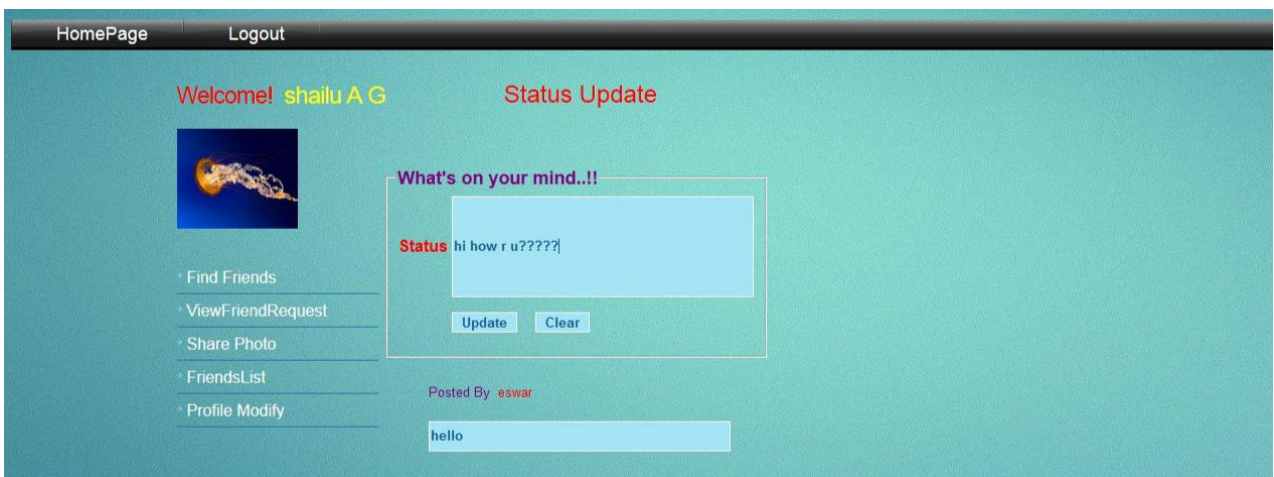 HomePage Logout
Welcome! shailu A G
Status Update
What's on your mind..!!
Status hi how r u?????
Update Clear
Find Friends
ViewFriendRequest
Share Photo
FriendsList
Profile Modify
Posted By eswar
hello